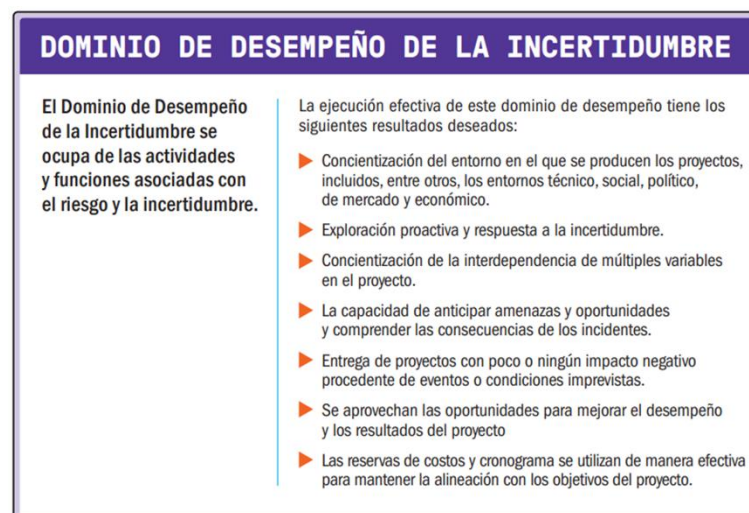 DOMINIO DE DESEMPEÑO DE LA INCERTIDUMBRE
El Dominio de Desempeño
de la Incertidumbre se
ocupa de las actividades
y funciones asociadas con
el riesgo y la incertidumbre.
La ejecución efectiva de este dominio de desempeño tiene los
siguientes resultados deseados:
Concientización del entorno en el que se producen los proyectos,
incluidos, entre otros, los entornos técnico, social, político,
de mercado y económico.
Exploración proactiva y respuesta a la incertidumbre.
Concientización de la interdependencia de múltiples variables
en el proyecto.
La capacidad de anticipar amenazas y oportunidades
y comprender las consecuencias de los incidentes.
Entrega de proyectos con poco o ningún impacto negativo
procedente de eventos o condiciones imprevistas.
Se aprovechan las oportunidades para mejorar el desempeño
y los resultados del proyecto
Las reservas de costos y cronograma se utilizan de manera efectiva
para mantener la alineación con los objetivos del proyecto.